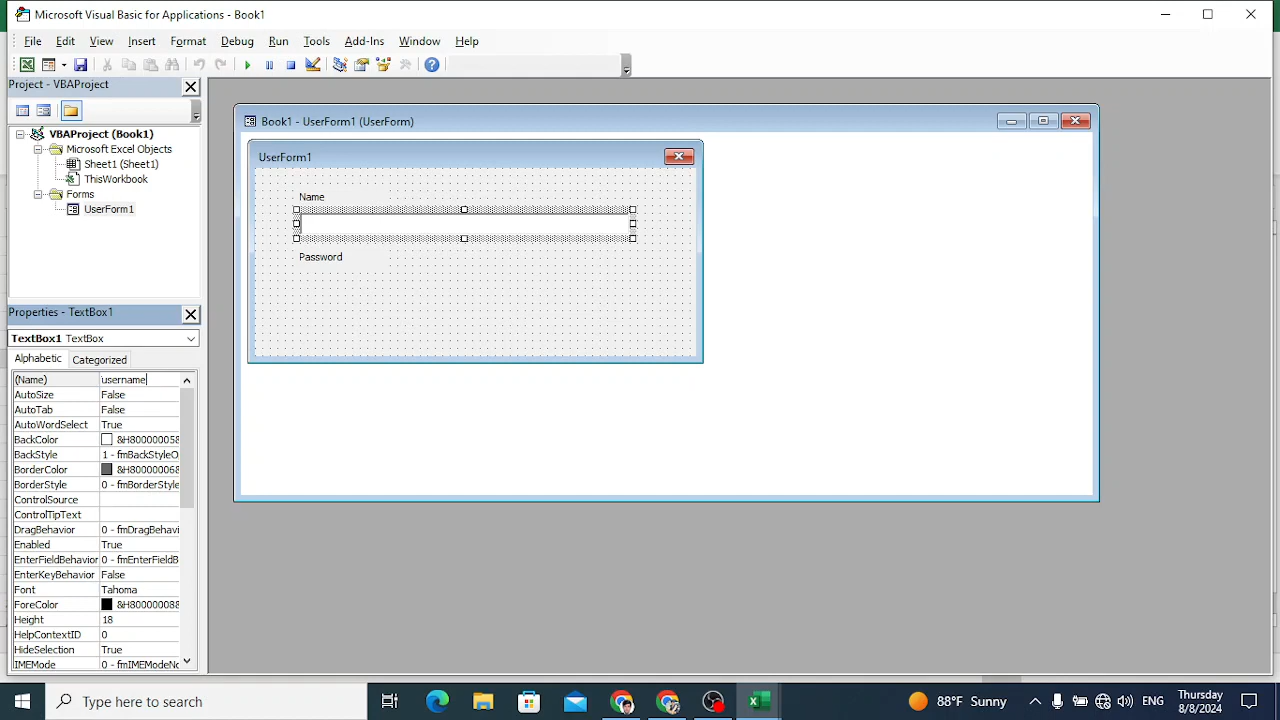 Microsoft Visual Basic for Applications - Book1
File Edit View Insert Format Debug Run Tools Add-Ins Window Help
Project - VBAProject
VBAProject (Book1)
Microsoft Excel Objects
Sheet1 (Sheet1)
ThisWorkbook
Forms
UserForm1
Book1 - UserForm1 (UserForm)
UserForm1
Name
Password
Properties - TextBox1
TextBox1 TextBox
Alphabetic Categorized
(Name) username
AutoSize False
AutoTab False
AutoWordSelect True
BackColor &H80000005&
BackStyle 1 - fmBackStyleO
BorderColor &H80000006&
BorderStyle 0 - fmBorderStyle
ControlSource
ControlTipText
DragBehavior 0 - fmDragBehavi
Enabled True
EnterFieldBehavior 0 - fmEnterFieldB
EnterKeyBehavior False
Font Tahoma
ForeColor &H80000008&
Height 18
HelpContextID 0
HideSelection True
IMEMode 0 - fmIMEModeNo
Type here to search
88°F Sunny
ENG
Thursday
8/8/2024